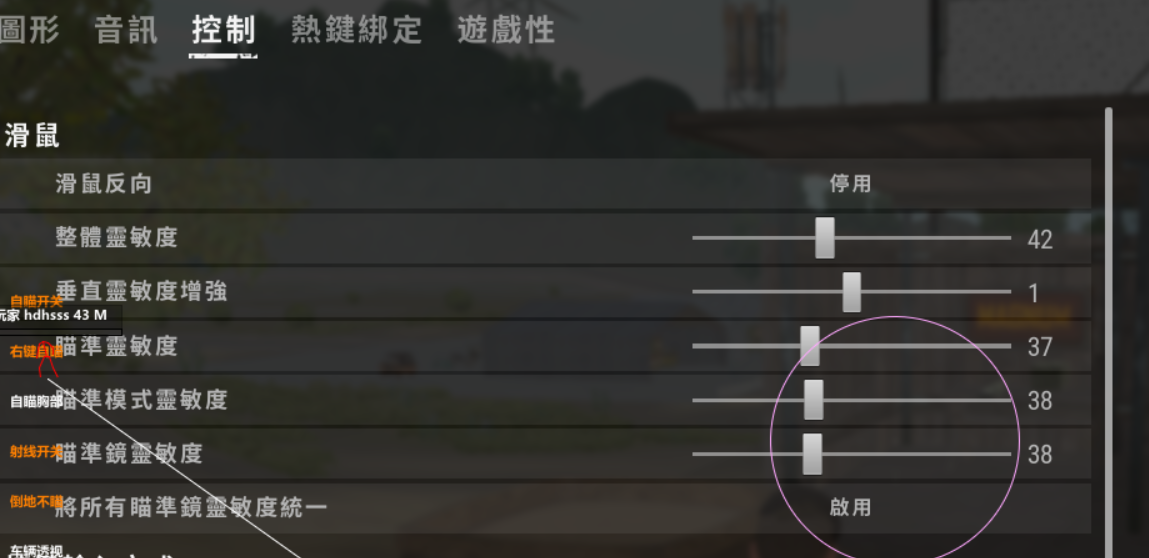 圖形 音訊 控制 熱鍵綁定 遊戲性
滑鼠
滑鼠反向 停用
整體靈敏度 42
垂直靈敏度增強 1
自瞄开关
玩家 hdhsss 43 M
瞄準靈敏度 37
右键自瞄
瞄準模式靈敏度 38
自瞄胸部
瞄準鏡靈敏度 38
射线开关
將所有瞄準鏡靈敏度統一 啟用
倒地不瞄
车辆透视